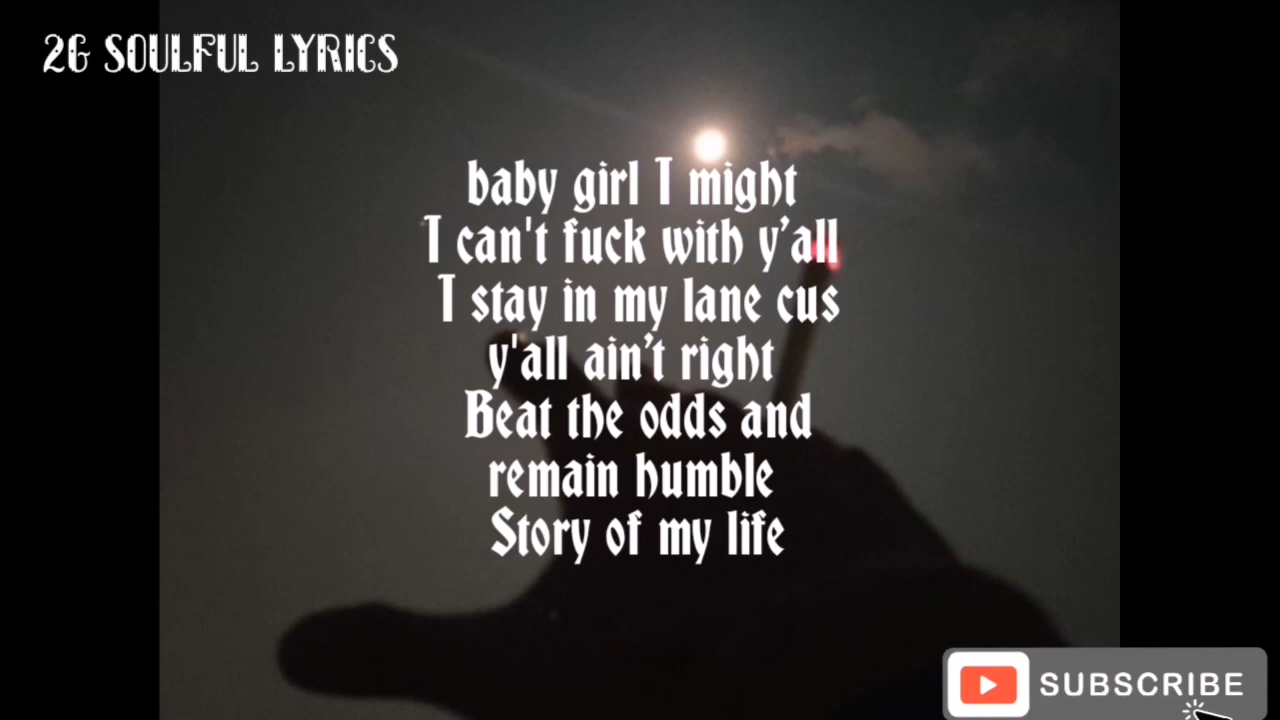 2G SOULFUL LYRICS
baby girl I might
I can't fuck with y’all
I stay in my lane cus
y'all ain’t right
Beat the odds and
remain humble
Story of my life
SUBSCRIBE